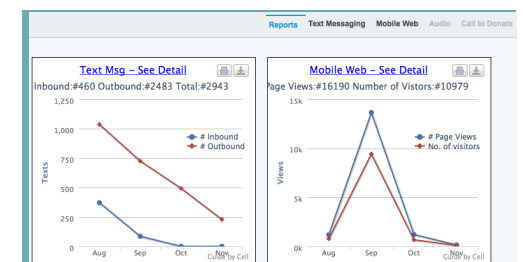 Reports Text Messaging Mobile Web Audio Call to Donate
Text Msg – See Detail
Inbound:#460 Outbound:#2483 Total:#2943
1,250
1,000
750
500
250
0
Texts
# Inbound
# Outbound
Aug Sep Oct Nov
Guide by Cell
Mobile Web – See Detail
Page Views:#16190 Number of Vistors:#10979
15k
10k
5k
0k
Views
# Page Views
No. of visitors
Aug Sep Oct Nov
Guide by Cell